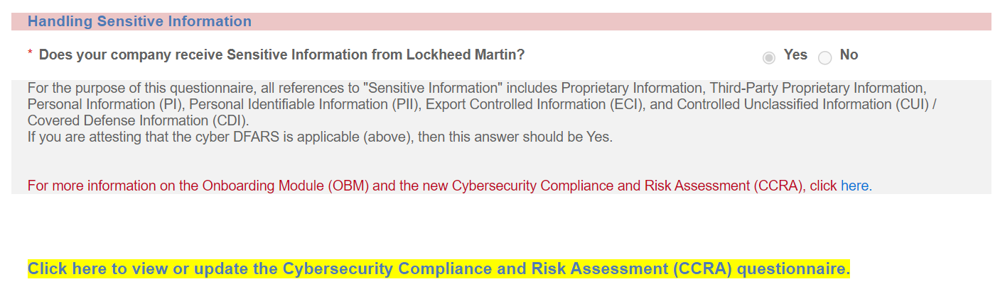 Handling Sensitive Information
* Does your company receive Sensitive Information from Lockheed Martin? Yes No
For the purpose of this questionnaire, all references to "Sensitive Information" includes Proprietary Information, Third-Party Proprietary Information,
Personal Information (PI), Personal Identifiable Information (PII), Export Controlled Information (ECI), and Controlled Unclassified Information (CUI) /
Covered Defense Information (CDI).
If you are attesting that the cyber DFARS is applicable (above), then this answer should be Yes.
For more information on the Onboarding Module (OBM) and the new Cybersecurity Compliance and Risk Assessment (CCRA), click here.
Click here to view or update the Cybersecurity Compliance and Risk Assessment (CCRA) questionnaire.